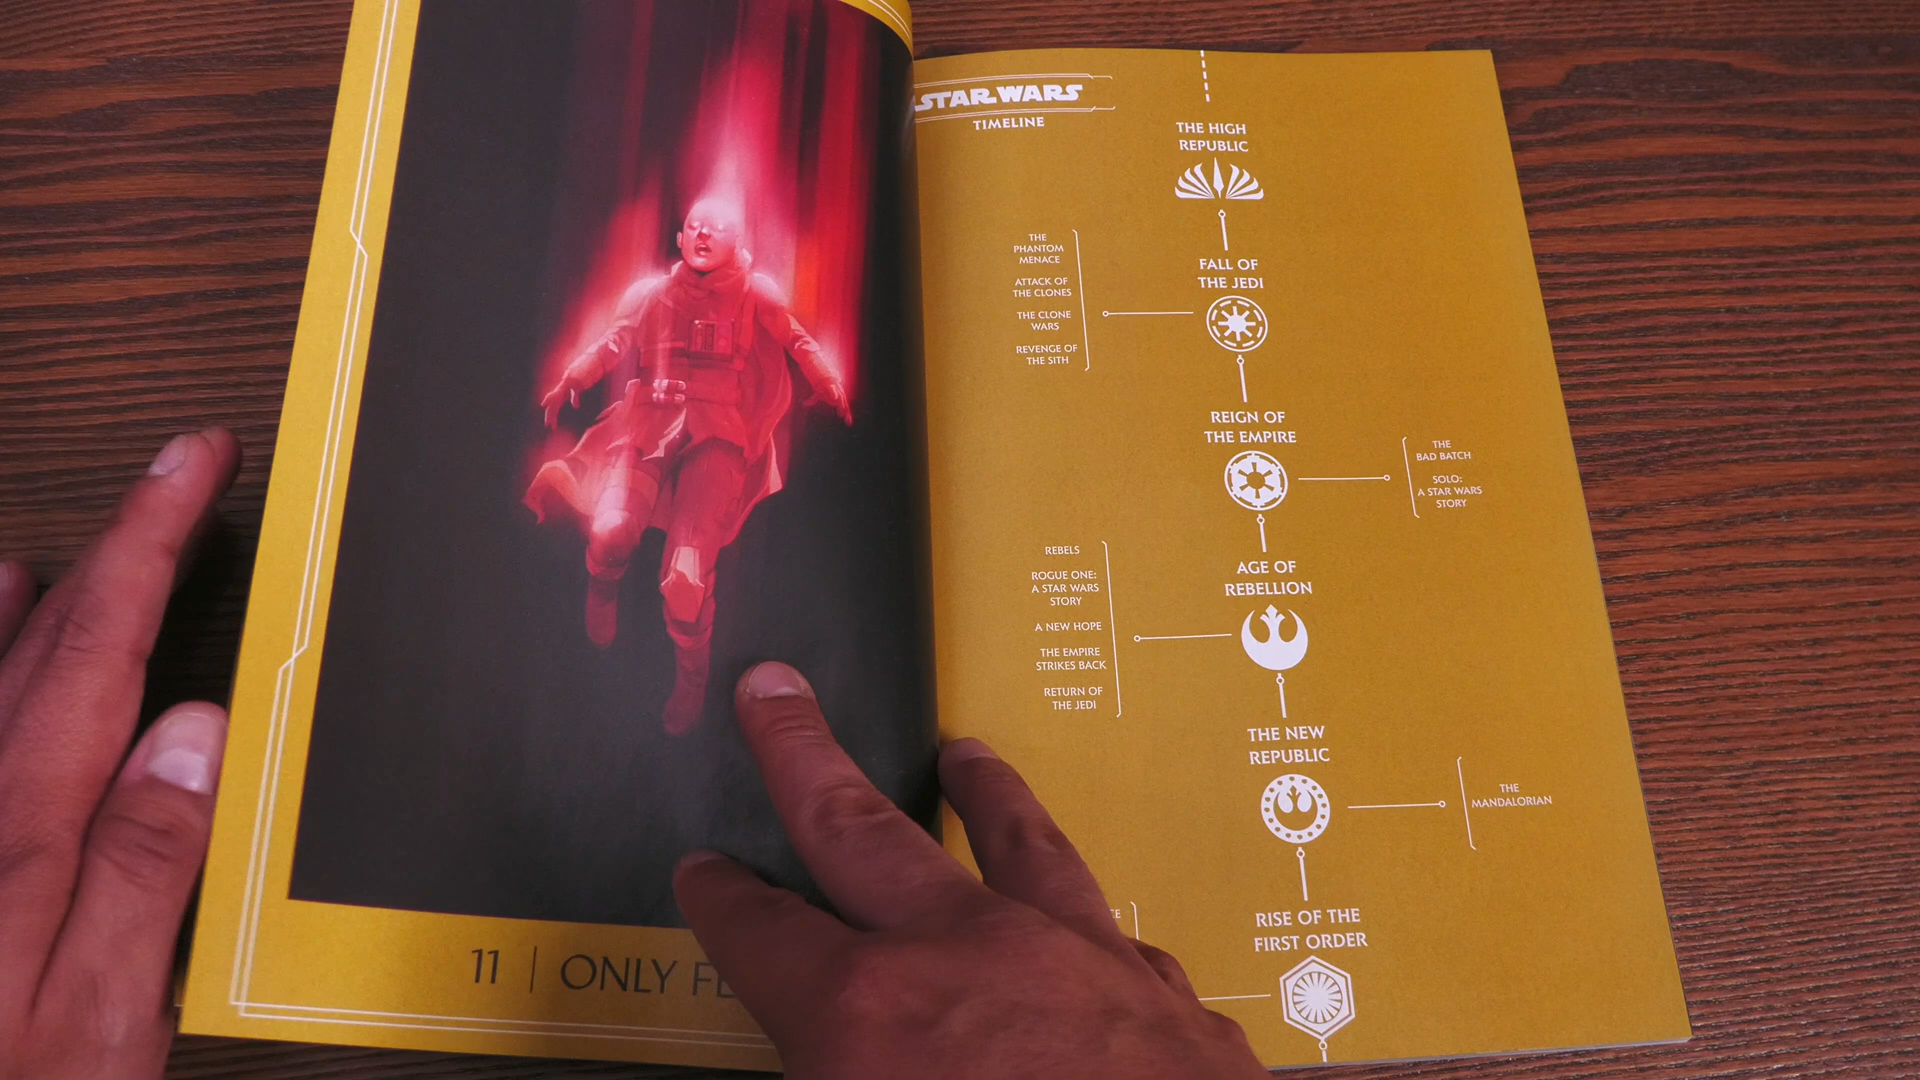 11 | ONLY
STAR WARS
TIMELINE
THE HIGH
REPUBLIC
FALL OF
THE JEDI
THE
PHANTOM
MENACE
ATTACK OF
THE CLONES
THE CLONE
WARS
REVENGE OF
THE SITH
REIGN OF
THE EMPIRE
THE
BAD BATCH
SOLO:
A STAR WARS
STORY
AGE OF
REBELLION
REBELS
ROGUE ONE:
A STAR WARS
STORY
A NEW HOPE
THE EMPIRE
STRIKES BACK
RETURN OF
THE JEDI
THE NEW
REPUBLIC
THE
MANDALORIAN
RISE OF THE
FIRST ORDER